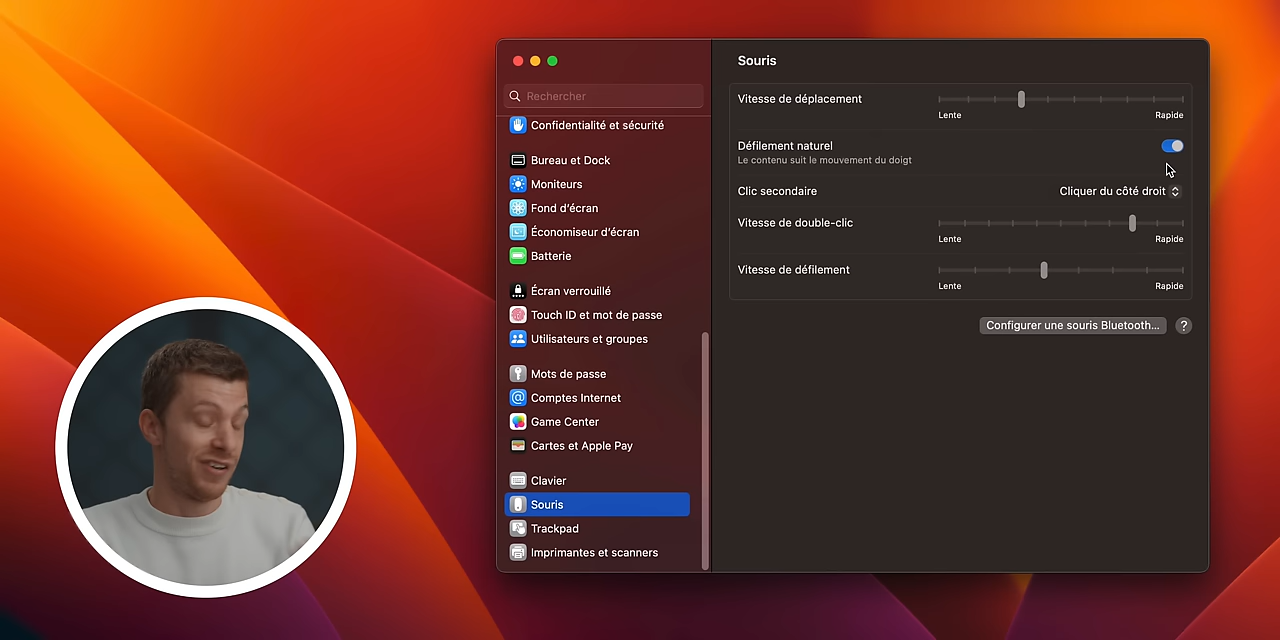 Rechercher
Confidentialité et sécurité
Bureau et Dock
Moniteurs
Fond d’écran
Économiseur d’écran
Batterie
Écran verrouillé
Touch ID et mot de passe
Utilisateurs et groupes
Mots de passe
Comptes Internet
Game Center
Cartes et Apple Pay
Clavier
Souris
Trackpad
Imprimantes et scanners
Souris
Vitesse de déplacement
Lente Rapide
Défilement naturel
Le contenu suit le mouvement du doigt
Clic secondaire Cliquer du côté droit
Vitesse de double-clic
Lente Rapide
Vitesse de défilement
Lente Rapide
Configurer une souris Bluetooth... ?